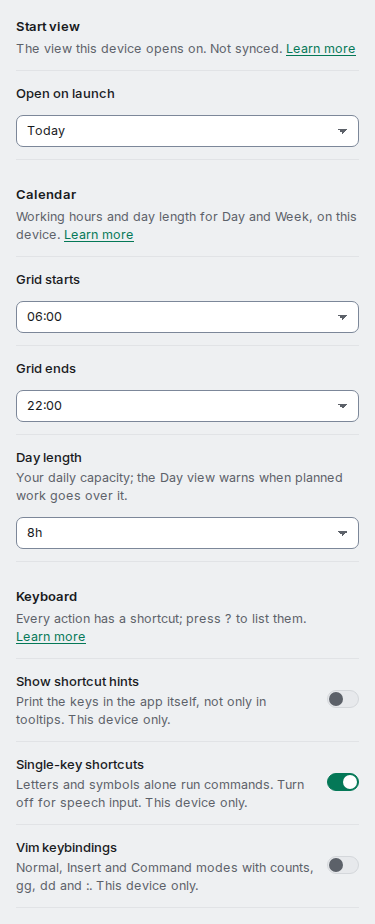 Start view
The view this device opens on. Not synced. Learn more
Open on launch
Today
Calendar
Working hours and day length for Day and Week, on this
device. Learn more
Grid starts
06:00
Grid ends
22:00
Day length
Your daily capacity; the Day view warns when planned
work goes over it.
8h
Keyboard
Every action has a shortcut; press ? to list them.
Learn more
Show shortcut hints
Print the keys in the app itself, not only in
tooltips. This device only.
Single-key shortcuts
Letters and symbols alone run commands. Turn
off for speech input. This device only.
Vim keybindings
Normal, Insert and Command modes with counts,
gg, dd and :. This device only.